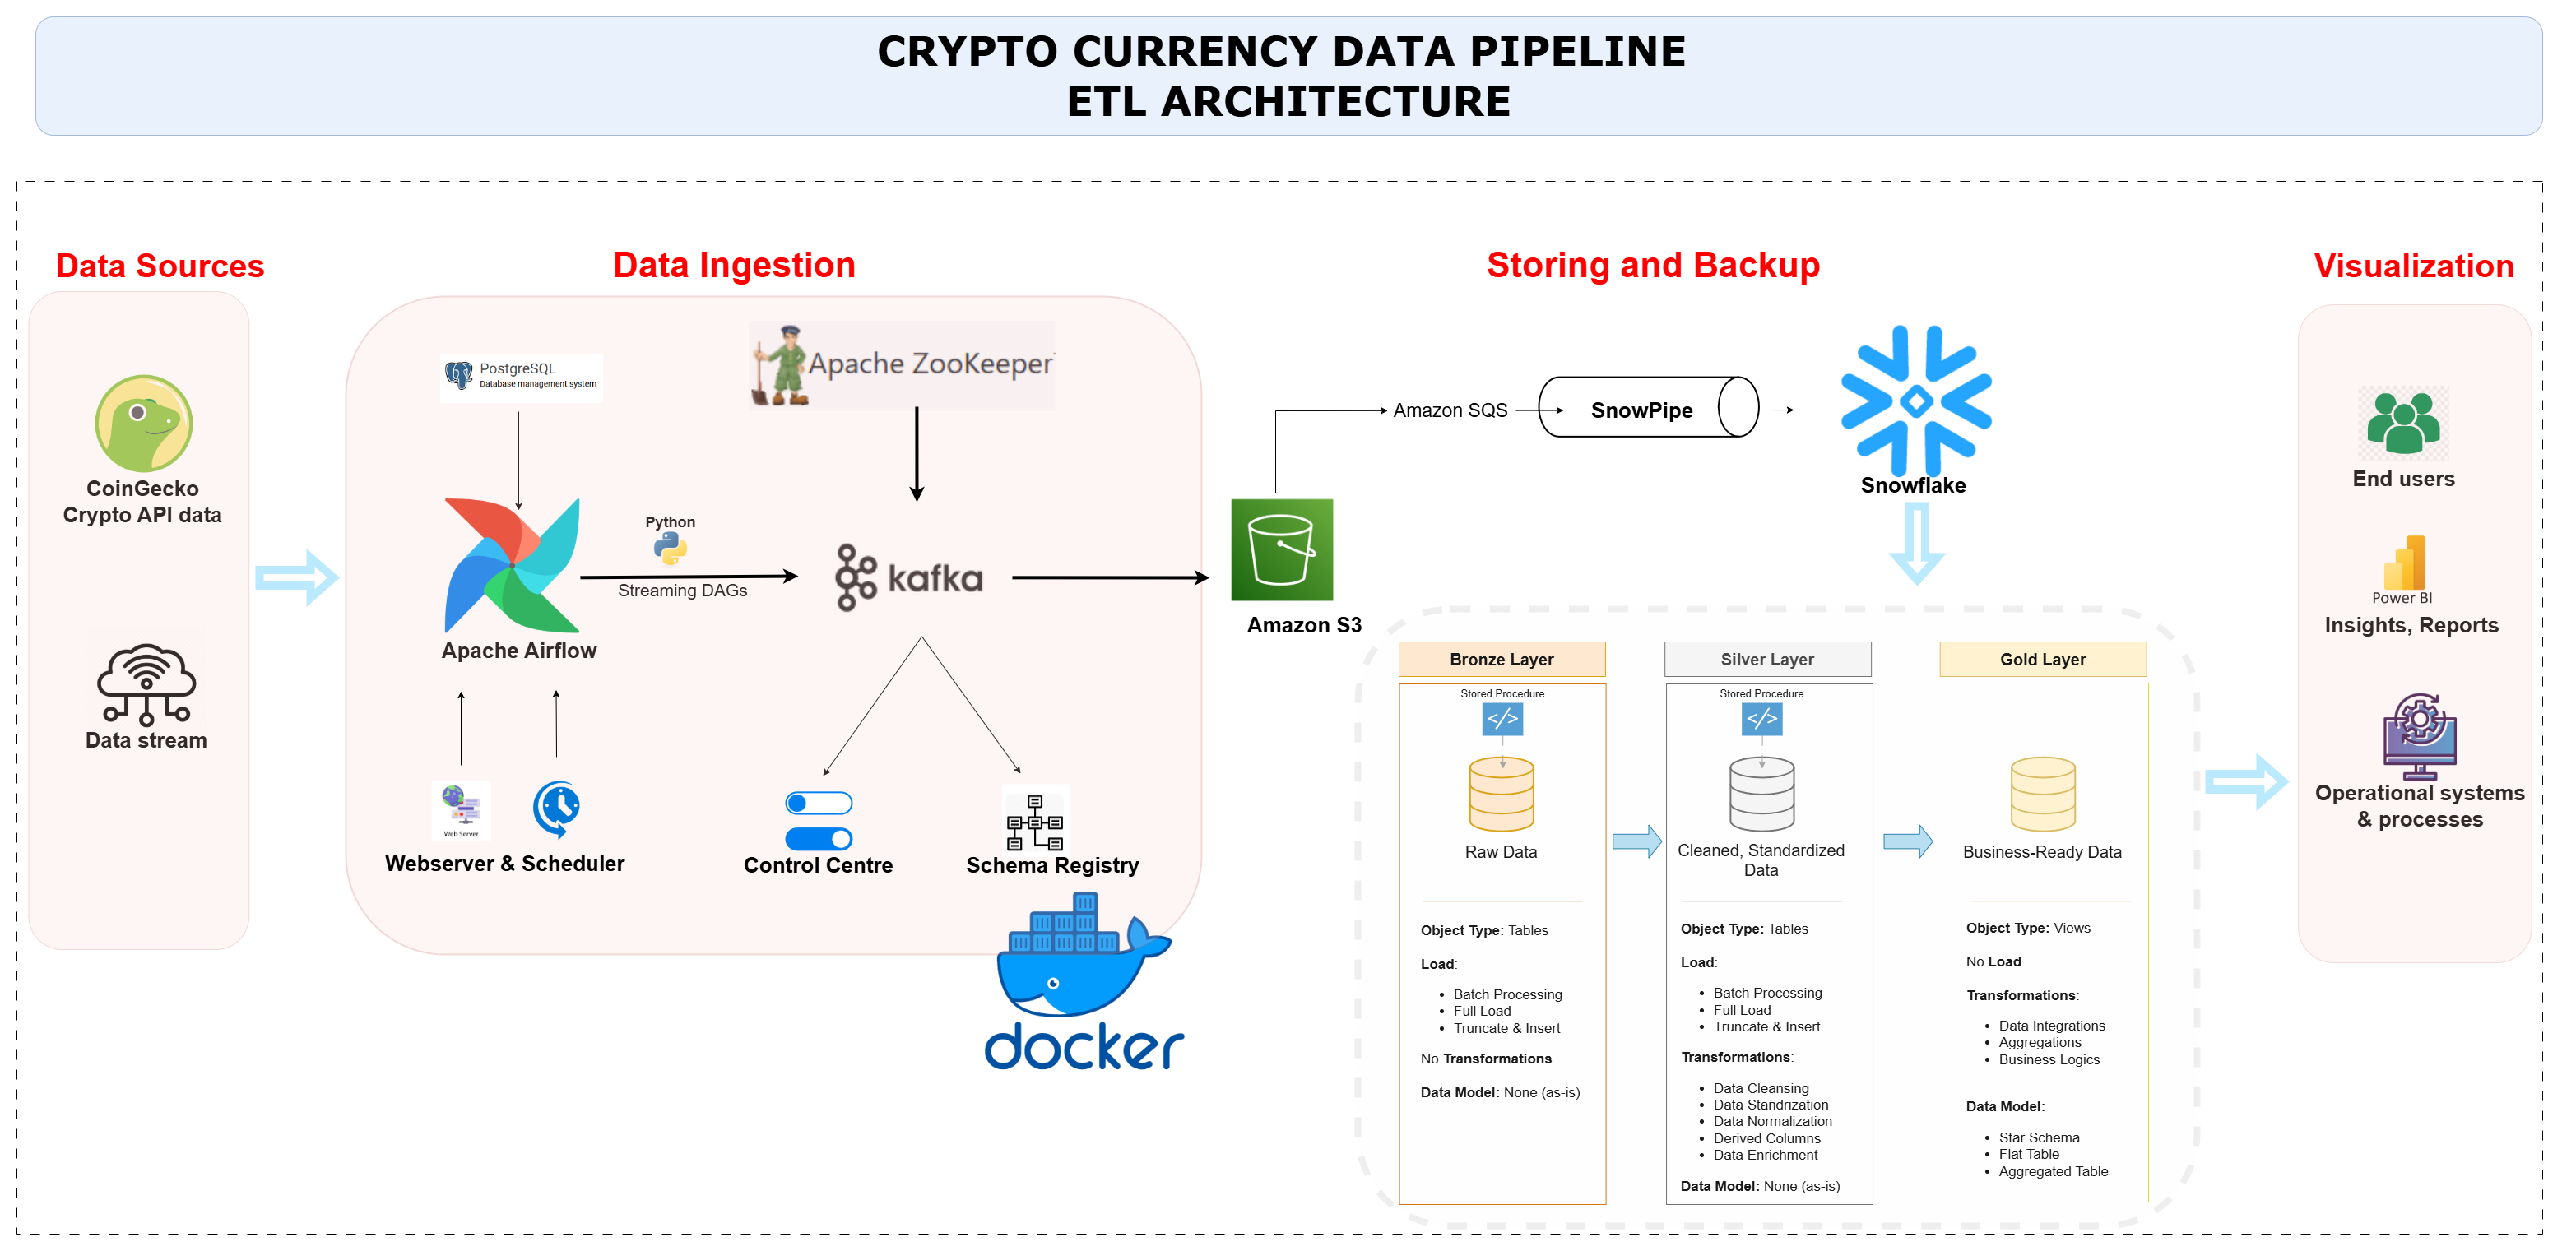 CRYPTO CURRENCY DATA PIPELINE
ETL ARCHITECTURE
Data Sources
CoinGecko
Crypto API data
Data stream
Data Ingestion
PostgreSQL
Database management system
Apache ZooKeeper
Python
Streaming DAGs
kafka
Apache Airflow
Web Server
Webserver & Scheduler
Control Centre
Schema Registry
docker
Storing and Backup
Amazon S3
Amazon SQS
SnowPipe
Snowflake
Bronze Layer
Stored Procedure
</>
Raw Data
Object Type: Tables
Load:
• Batch Processing
• Full Load
• Truncate & Insert
No Transformations
Data Model: None (as-is)
Silver Layer
Stored Procedure
</>
Cleaned, Standardized
Data
Object Type: Tables
Load:
• Batch Processing
• Full Load
• Truncate & Insert
Transformations:
• Data Cleansing
• Data Standrization
• Data Normalization
• Derived Columns
• Data Enrichment
Data Model: None (as-is)
Gold Layer
Business-Ready Data
Object Type: Views
No Load
Transformations:
• Data Integrations
• Aggregations
• Business Logics
Data Model:
• Star Schema
• Flat Table
• Aggregated Table
Visualization
End users
Power BI
Insights, Reports
Operational systems
& processes